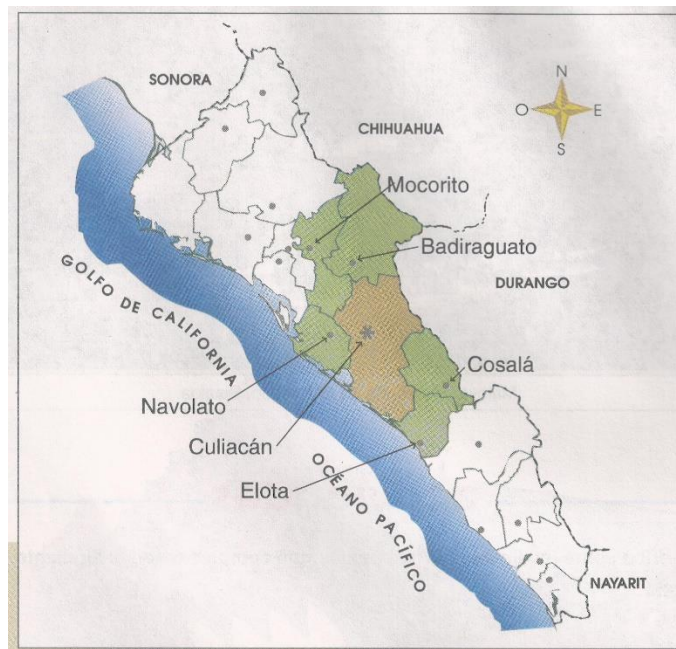 SONORA
N
O
E
S
CHIHUAHUA
Mocorito
Badiraguato
DURANGO
GOLFO DE CALIFORNIA
Cosalá
Navolato
Culiacán
Elota
OCÉANO PACÍFICO
NAYARIT